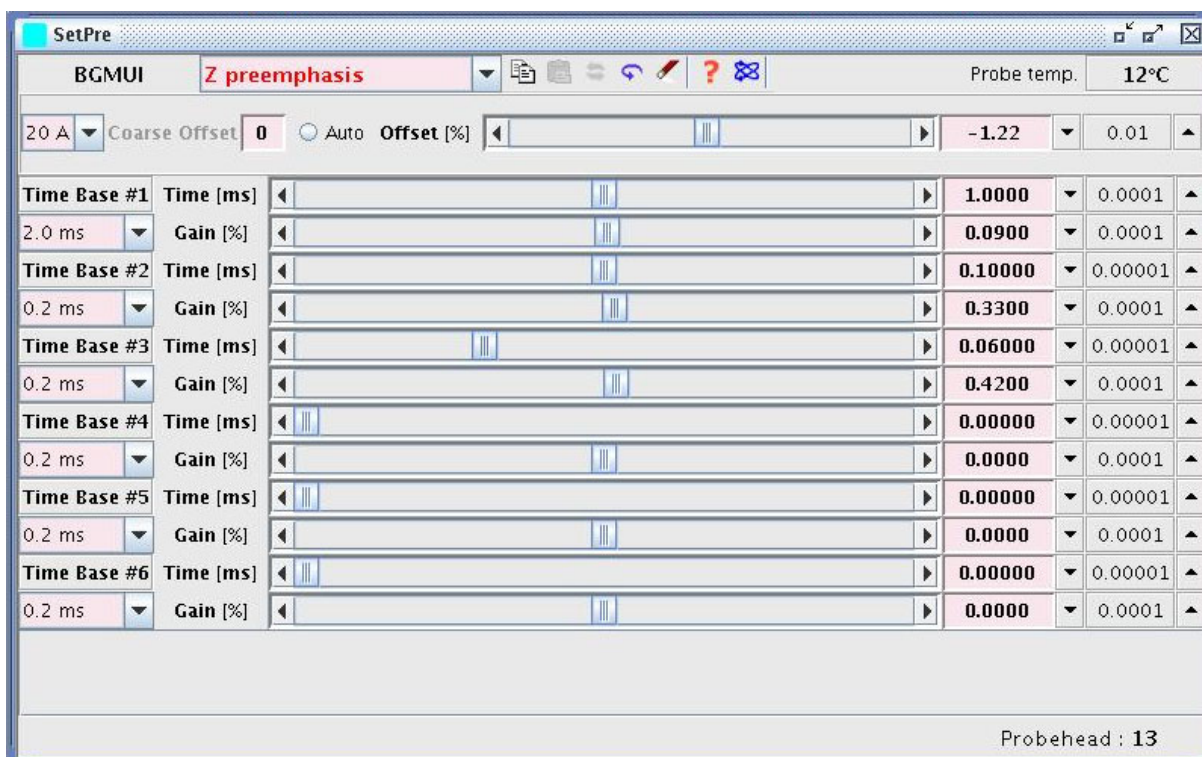 SetPre
BGMUI Z preemphasis Probe temp. 12°C
20 A Coarse Offset 0 Auto Offset [%] -1.22 0.01
Time Base #1 Time [ms] 1.0000 0.0001
2.0 ms Gain [%] 0.0900 0.0001
Time Base #2 Time [ms] 0.10000 0.00001
0.2 ms Gain [%] 0.3300 0.0001
Time Base #3 Time [ms] 0.06000 0.00001
0.2 ms Gain [%] 0.4200 0.0001
Time Base #4 Time [ms] 0.00000 0.00001
0.2 ms Gain [%] 0.0000 0.0001
Time Base #5 Time [ms] 0.00000 0.00001
0.2 ms Gain [%] 0.0000 0.0001
Time Base #6 Time [ms] 0.00000 0.00001
0.2 ms Gain [%] 0.0000 0.0001
Probehead : 13